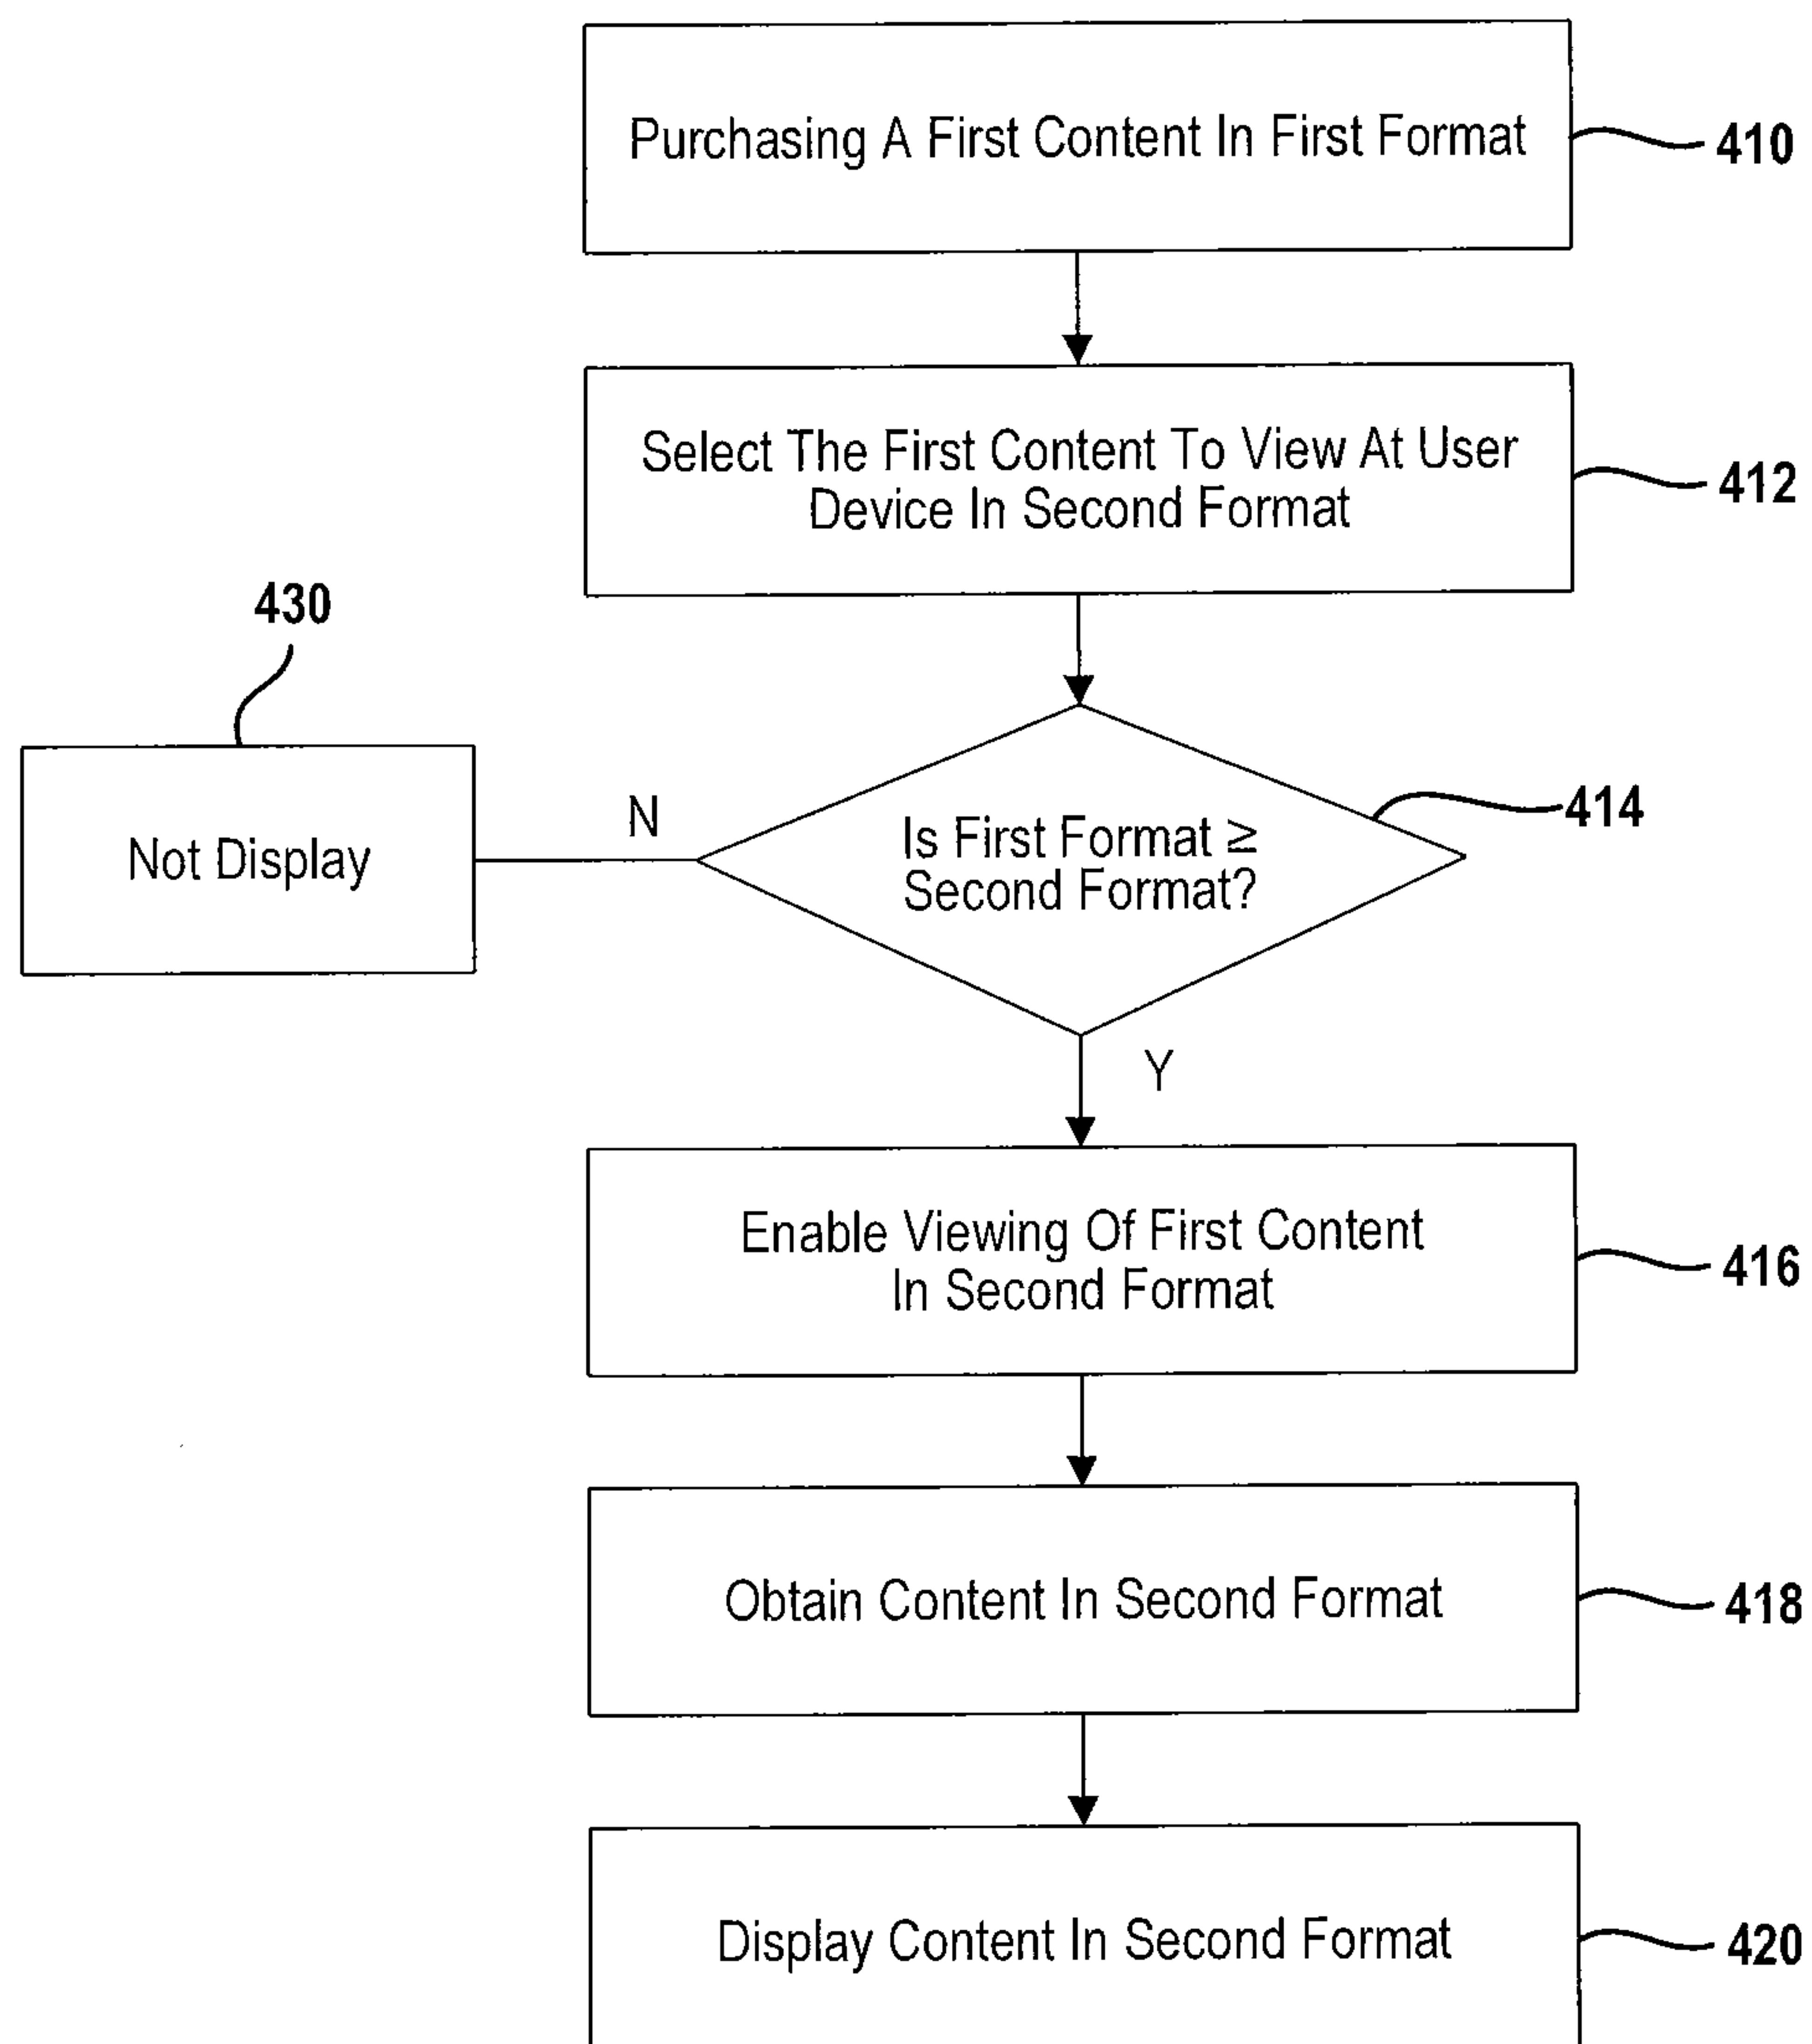 Purchasing A First Content In First Format
410
Select The First Content To View At User
Device In Second Format
412
430
Not Display
N
Is First Format ≥
Second Format?
414
Y
Enable Viewing Of First Content
In Second Format
416
Obtain Content In Second Format
418
Display Content In Second Format
420